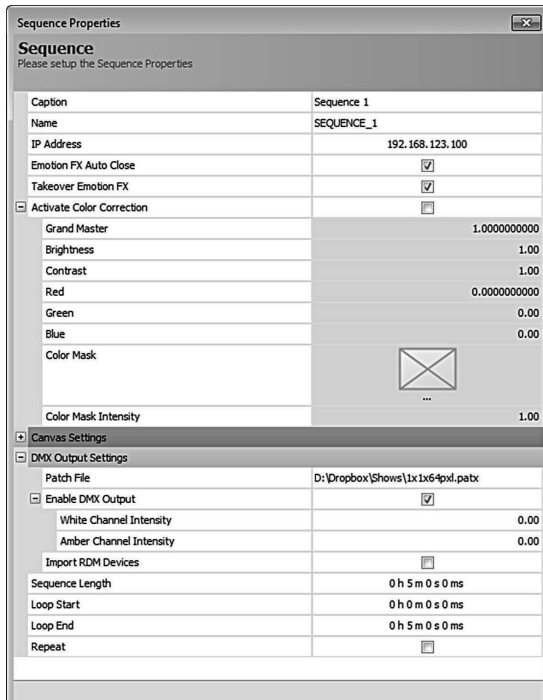 Sequence Properties
Sequence
Please setup the Sequence Properties
Caption Sequence 1
Name SEQUENCE_1
IP Address 192.168.123.100
Emotion FX Auto Close
Takeover Emotion FX
Activate Color Correction
Grand Master 1.0000000000
Brightness 1.00
Contrast 1.00
Red 0.0000000000
Green 0.00
Blue 0.00
Color Mask
...
Color Mask Intensity 1.00
Canvas Settings
DMX Output Settings
Patch File D:\Dropbox\Shows\1x1x64pxl.patx
Enable DMX Output
White Channel Intensity 0.00
Amber Channel Intensity 0.00
Import RDM Devices
Sequence Length 0 h 5 m 0 s 0 ms
Loop Start 0 h 0 m 0 s 0 ms
Loop End 0 h 5 m 0 s 0 ms
Repeat